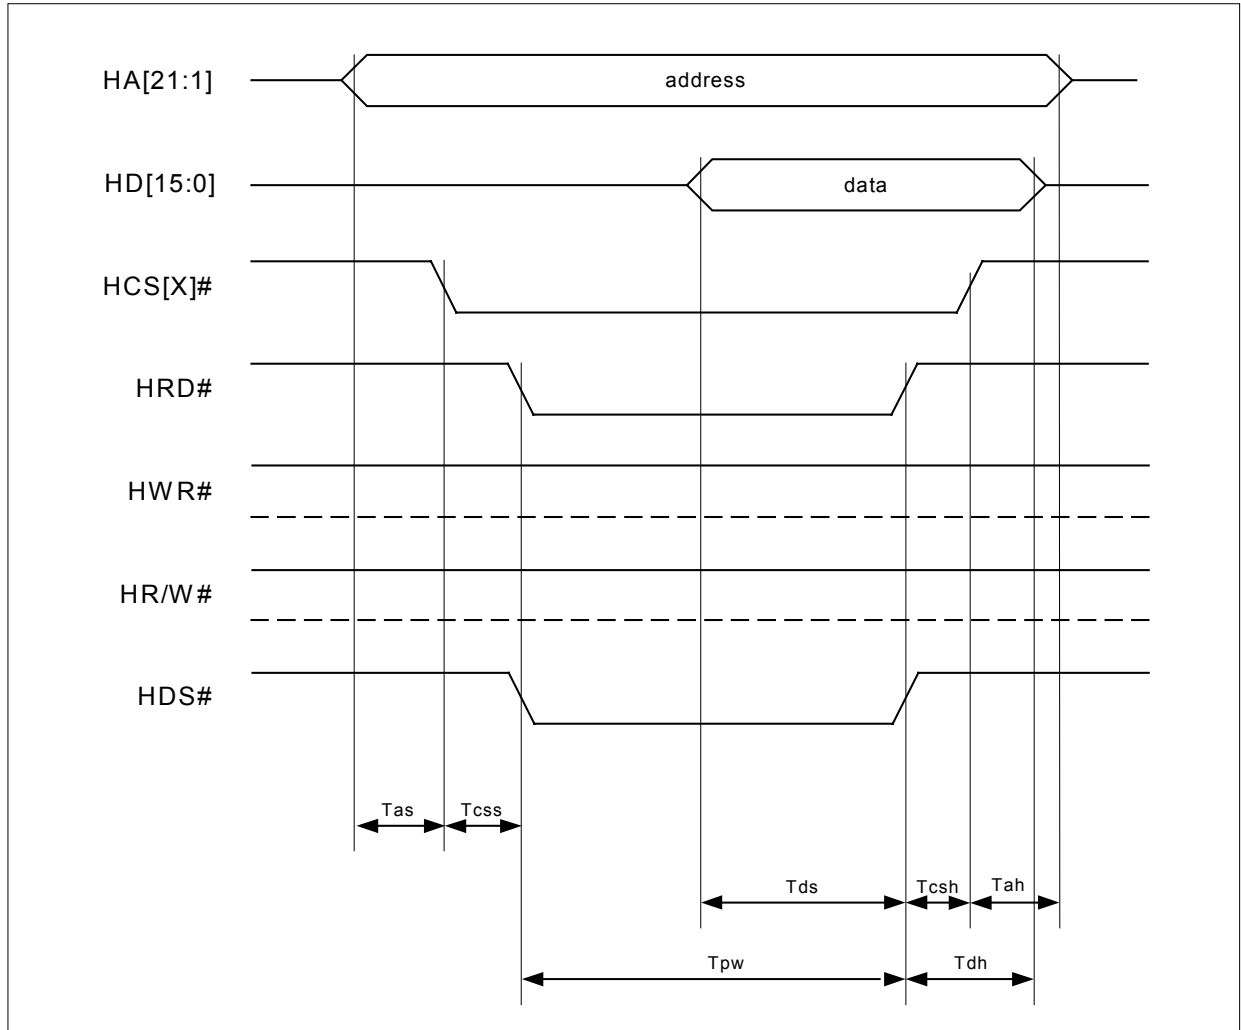 HA[21:1]
address
HD[15:0]
data
HCS[X]#
HRD#
HWR#
HR/W#
HDS#
Tas
Tcss
Tds
Tcsh
Tah
Tpw
Tdh